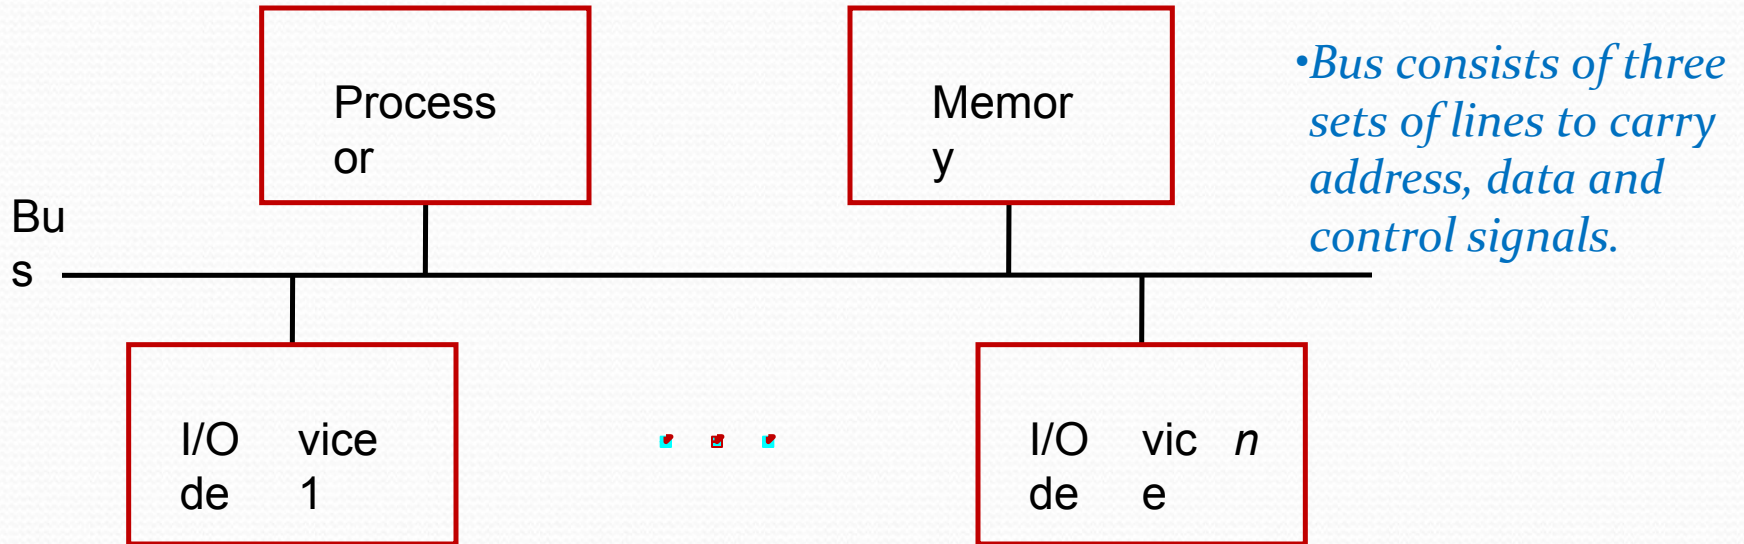 Process
or
Memor
y
•Bus consists of three
sets of lines to carry
address, data and
control signals.
Bu
s
I/O vice
de 1
I/O vic n
de e